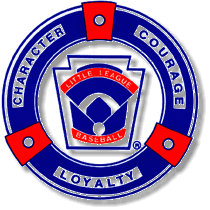 CHARACTER
COURAGE
LITTLE LEAGUE
BASEBALL
®
LOYALTY